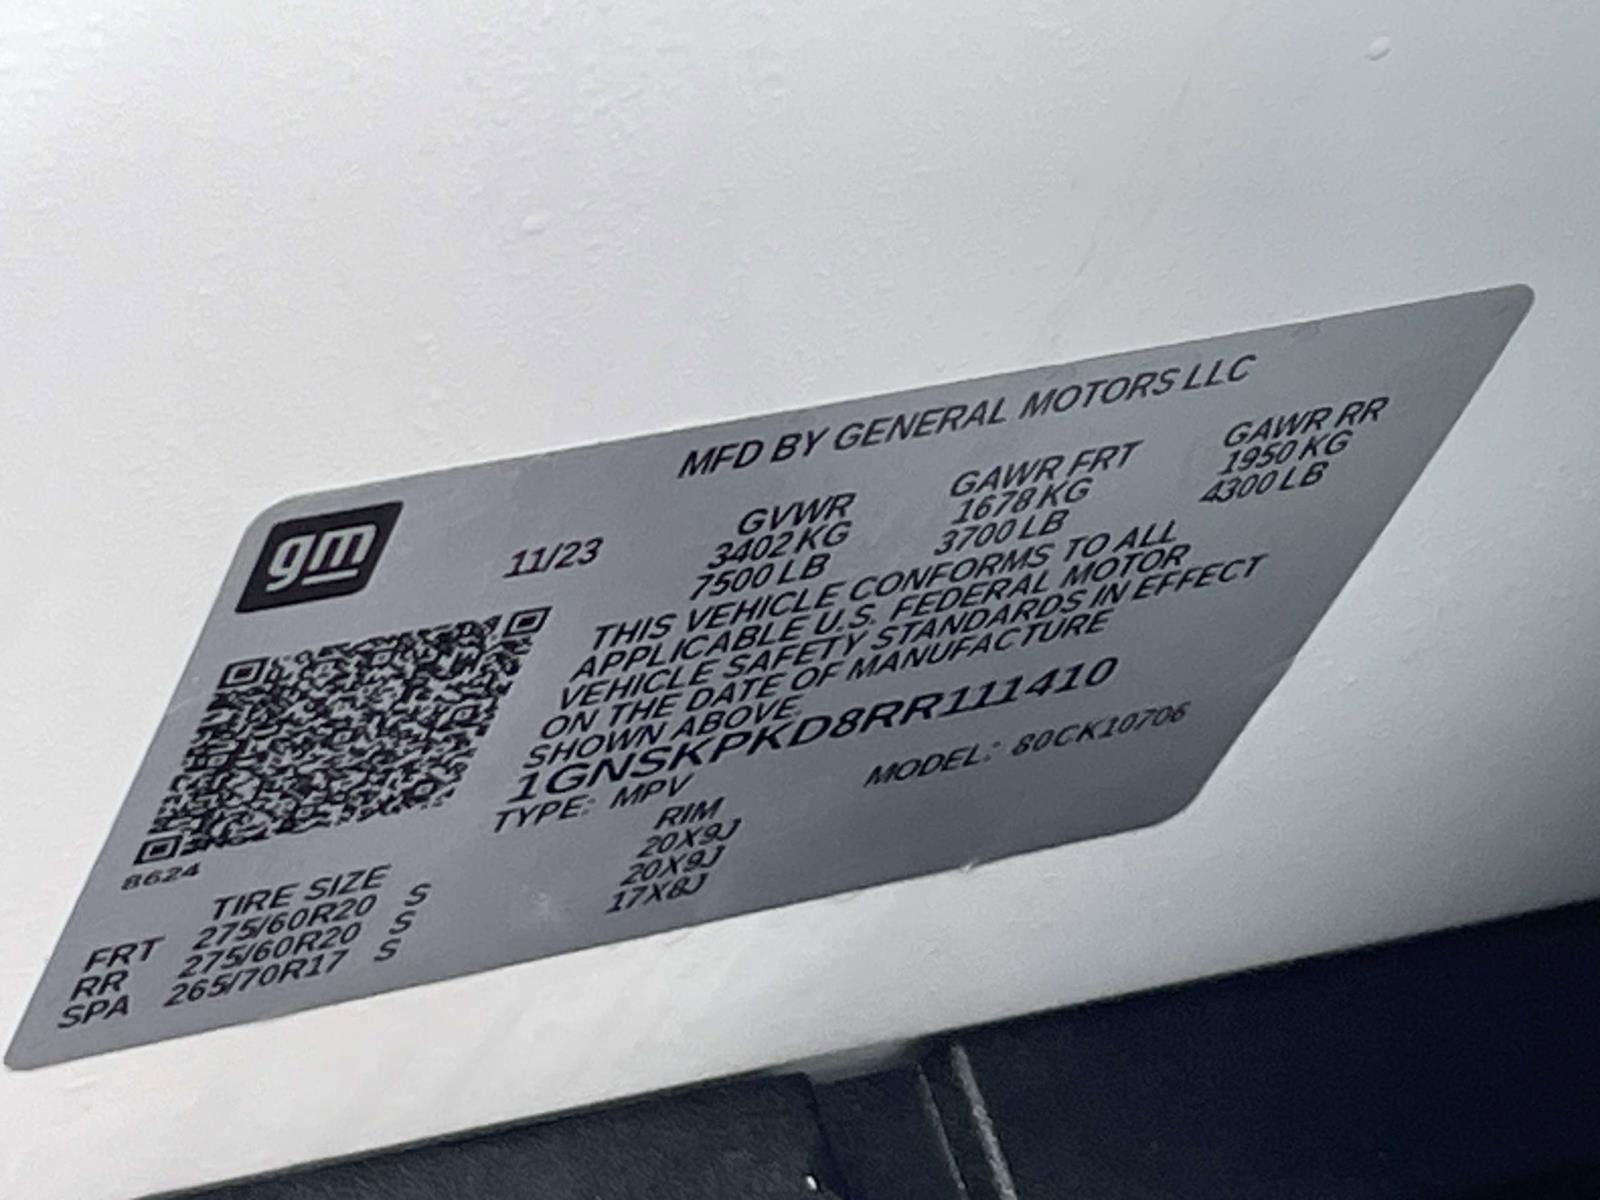 MFD BY GENERAL MOTORS LLC
gm
11/23
GVWR GAWR FRT GAWR RR
3402 KG 1678 KG 1950 KG
7500 LB 3700 LB 4300 LB
THIS VEHICLE CONFORMS TO ALL
APPLICABLE U.S. FEDERAL MOTOR
VEHICLE SAFETY STANDARDS IN EFFECT
ON THE DATE OF MANUFACTURE
SHOWN ABOVE.
1GNSKPKD8RR111410
TYPE: MPV MODEL: 80CK10706
8624
TIRE SIZE RIM
FRT 275/60R20 S 20X9J
RR 275/60R20 S 20X9J
SPA 265/70R17 S 17X8J